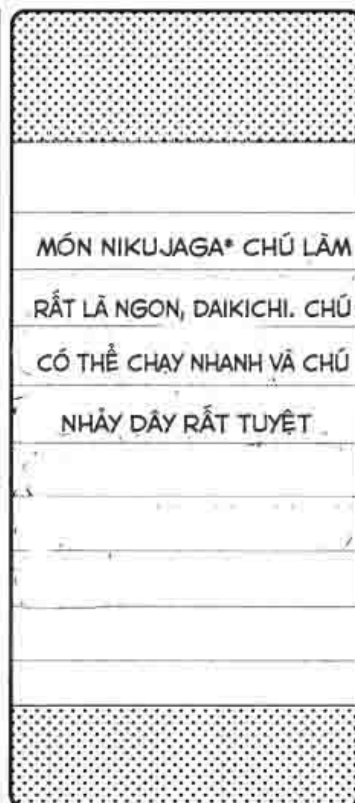 MÓN NIKUJAGA* CHÚ LÀM
RẤT LÀ NGON, DAIKICHI. CHÚ
CÓ THỂ CHẠY NHANH VÀ CHÚ
NHẢY DÂY RẤT TUYỆT